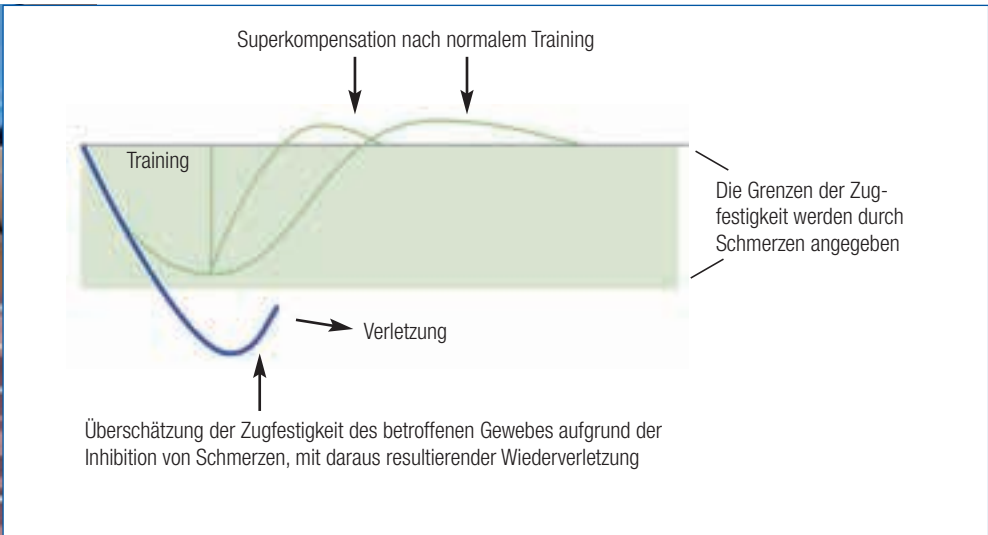 Superkompensation nach normalem Training
Training
Die Grenzen der Zug-
festigkeit werden durch
Schmerzen angegeben
Verletzung
Überschätzung der Zugfestigkeit des betroffenen Gewebes aufgrund der
Inhibition von Schmerzen, mit daraus resultierender Wiederverletzung